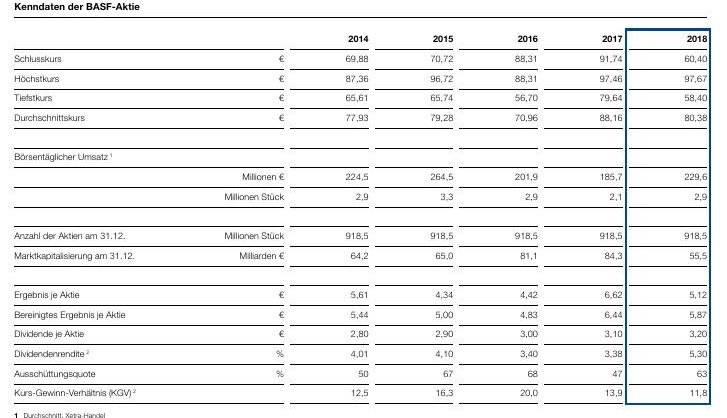 Kenndaten der BASF-Aktie
2014 2015 2016 2017 2018
Schlusskurs € 69,88 70,72 88,31 91,74 60,40
Höchstkurs € 87,36 96,72 88,31 97,46 97,67
Tiefstkurs € 65,61 65,74 56,70 79,64 58,40
Durchschnittskurs € 77,93 79,28 70,96 88,16 80,38
Börsentäglicher Umsatz 1
Millionen € 224,5 264,5 201,9 185,7 229,6
Millionen Stück 2,9 3,3 2,9 2,1 2,9
Anzahl der Aktien am 31.12. Millionen Stück 918,5 918,5 918,5 918,5 918,5
Marktkapitalisierung am 31.12. Milliarden € 64,2 65,0 81,1 84,3 55,5
Ergebnis je Aktie € 5,61 4,34 4,42 6,62 5,12
Bereinigtes Ergebnis je Aktie € 5,44 5,00 4,83 6,44 5,87
Dividende je Aktie € 2,80 2,90 3,00 3,10 3,20
Dividendenrendite 2 % 4,01 4,10 3,40 3,38 5,30
Ausschüttungsquote % 50 67 68 47 63
Kurs-Gewinn-Verhältnis (KGV) 2 12,5 16,3 20,0 13,9 11,8
1 Durchschnitt, Xetra-Handel